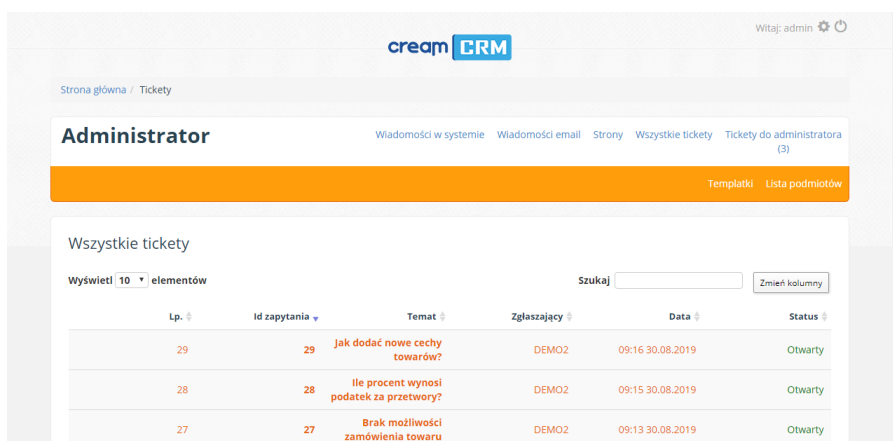 Witaj: admin
cream CRM
Strona główna / Tickety
Administrator
Wiadomości w systemie Wiadomości email Strony Wszystkie tickety Tickety do administratora
(3)
Templatki Lista podmiotów
Wszystkie tickety
Wyświetl 10 elementów Szukaj Zmień kolumny
Lp. Id zapytania Temat Zgłaszający Data Status
29 29 Jak dodać nowe cechy
towarów? DEMO2 09:16 30.08.2019 Otwarty
28 28 Ile procent wynosi
podatek za przetwory? DEMO2 09:15 30.08.2019 Otwarty
27 27 Brak możliwości
zamówienia towaru DEMO2 09:13 30.08.2019 Otwarty